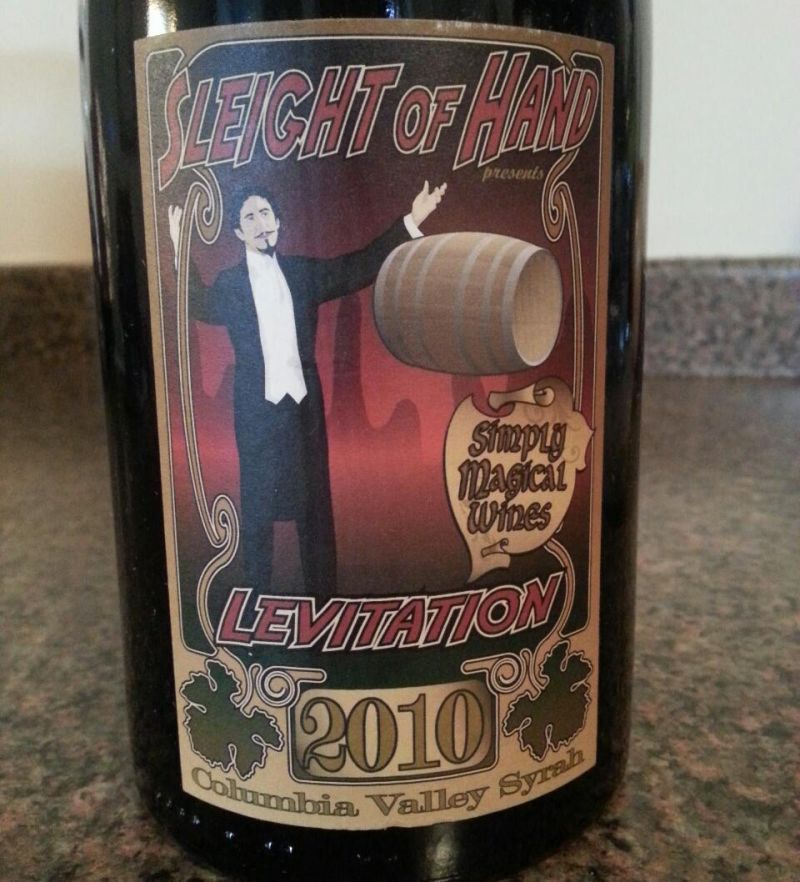 SLEIGHT OF HAND
presents
Simply
Magical
Wines
LEVITATION
2010
Columbia Valley Syrah